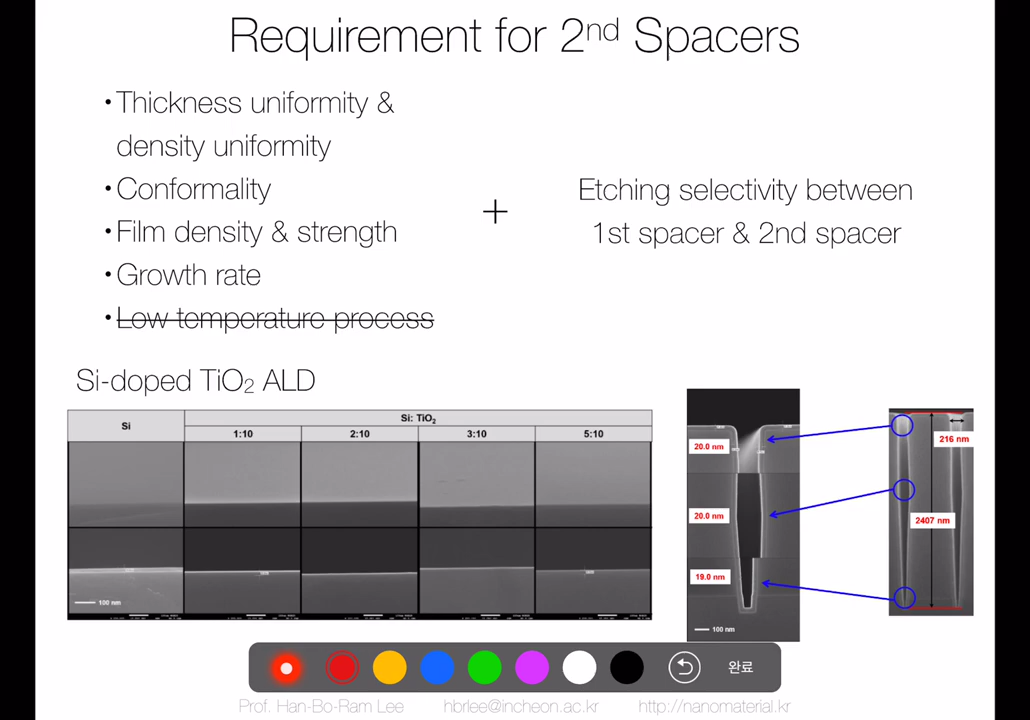 Requirement for 2nd Spacers
•Thickness uniformity &
density uniformity
•Conformality
•Film density & strength
•Growth rate
•Low temperature process
+
Etching selectivity between
1st spacer & 2nd spacer
Si-doped TiO2 ALD
Si
Si: TiO2
1:10
2:10
3:10
5:10
100 nm
20.0 nm
20.0 nm
19.0 nm
100 nm
216 nm
2407 nm
완료
Prof. Han-Bo-Ram Lee hbrlee@incheon.ac.kr http://nanomaterial.kr